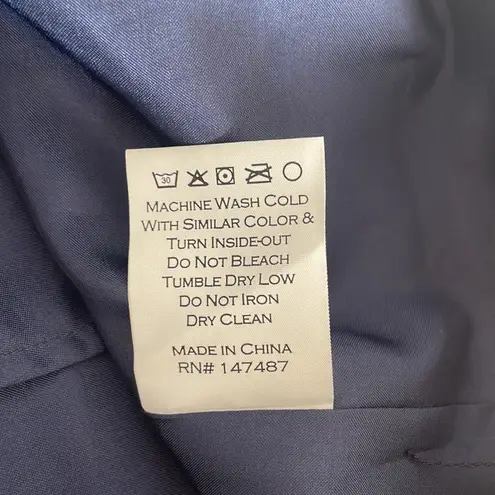 30
MACHINE WASH COLD
WITH SIMILAR COLOR &
TURN INSIDE-OUT
DO NOT BLEACH
TUMBLE DRY LOW
DO NOT IRON
DRY CLEAN
MADE IN CHINA
RN# 147487